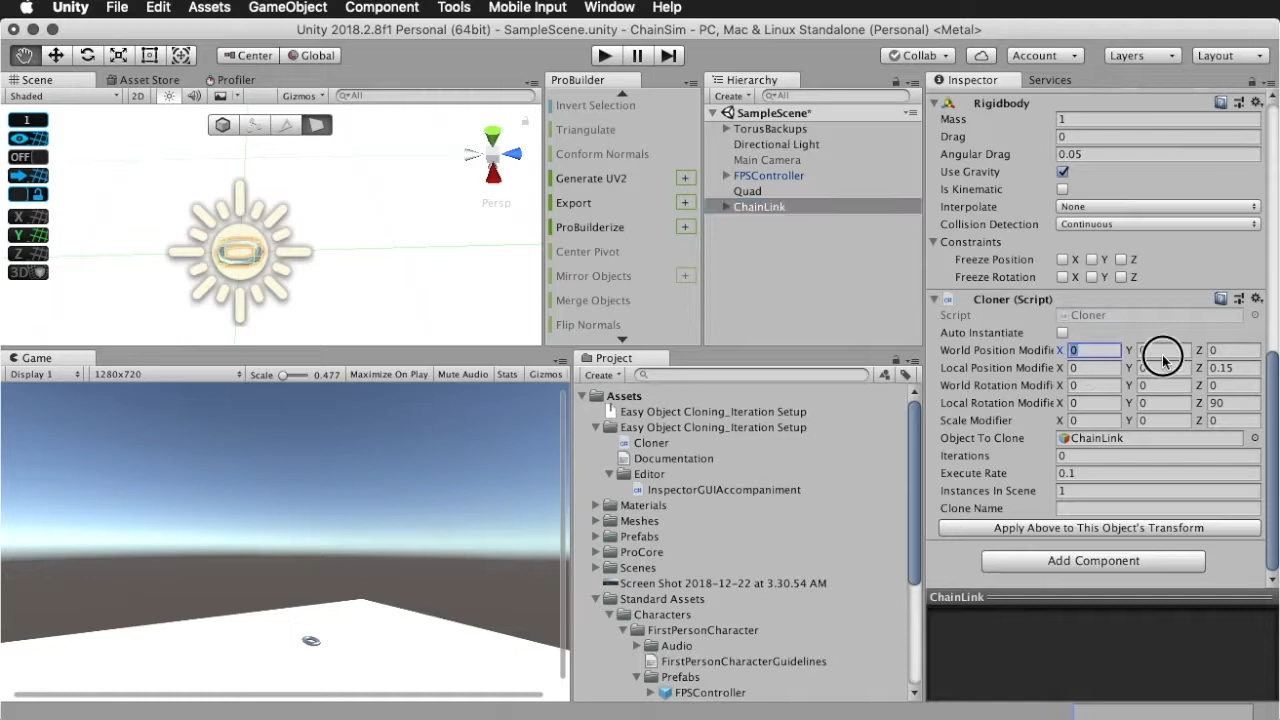 Unity File Edit Assets GameObject Component Tools Mobile Input Window Help
Unity 2018.2.8f1 Personal (64bit) - SampleScene.unity - ChainSim - PC, Mac & Linux Standalone (Personal) <Metal>
Center Global Collab Account Layers Layout
Scene Asset Store Profiler
Shaded 2D Gizmos All
1
OFF
X
Y
Z
3D
Persp
ProBuilder
Invert Selection
Triangulate
Conform Normals
Generate UV2 +
Export +
ProBuilderize +
Center Pivot
Mirror Objects +
Merge Objects
Flip Normals
Hierarchy
Create All
SampleScene*
TorusBackups
Directional Light
Main Camera
FPSController
Quad
ChainLink
Game
Display 1 1280x720 Scale 0.477 Maximize On Play Mute Audio Stats Gizmos
Project
Create
Assets
Easy Object Cloning_Iteration Setup
Easy Object Cloning_Iteration Setup
Cloner
Documentation
Editor
InspectorGUIAccompaniment
Materials
Meshes
Prefabs
ProCore
Scenes
Screen Shot 2018-12-22 at 3.30.54 AM
Standard Assets
Characters
FirstPersonCharacter
Audio
FirstPersonCharacterGuidelines
Prefabs
FPSController
Inspector Services
Rigidbody
Mass 1
Drag 0
Angular Drag 0.05
Use Gravity
Is Kinematic
Interpolate None
Collision Detection Continuous
Constraints
Freeze Position X Y Z
Freeze Rotation X Y Z
Cloner (Script)
Script Cloner
Auto Instantiate
World Position Modifie X 0 Y Z 0
Local Position Modifie X 0 Y 0 Z 0.15
World Rotation Modifie X 0 Y 0 Z 0
Local Rotation Modifie X 0 Y 0 Z 90
Scale Modifier X 0 Y 0 Z 0
Object To Clone ChainLink
Iterations 0
Execute Rate 0.1
Instances In Scene 1
Clone Name
Apply Above to This Object's Transform
Add Component
ChainLink